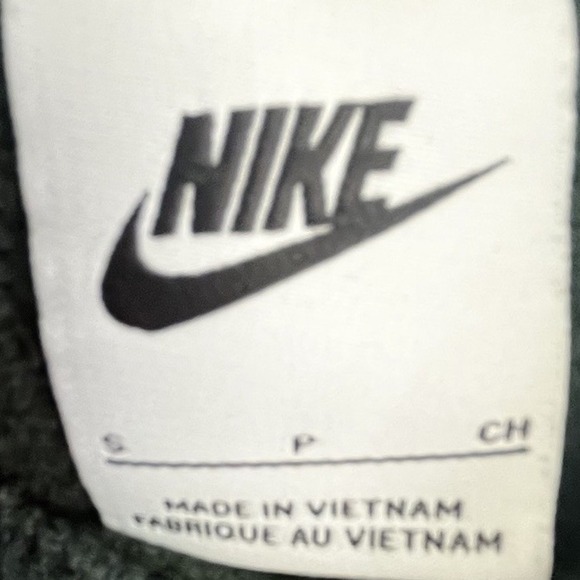 NIKE
S P CH
MADE IN VIETNAM
FABRIQUE AU VIETNAM